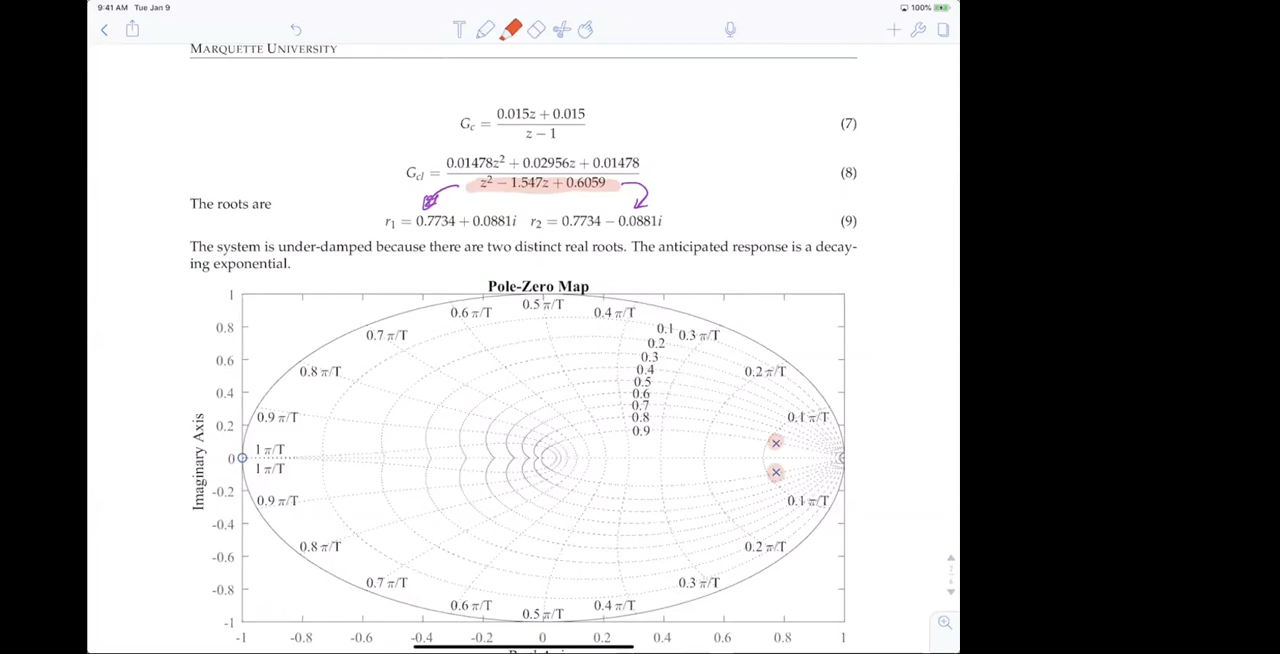 9:41 AM Tue Jan 9
100%
MARQUETTE UNIVERSITY
G_c = (0.015z + 0.015)/(z − 1) (7)
G_cl = (0.01478z² + 0.02956z + 0.01478)/(z² − 1.547z + 0.6059) (8)
The roots are
r₁ = 0.7734 + 0.0881i r₂ = 0.7734 − 0.0881i (9)
The system is under-damped because there are two distinct real roots. The anticipated response is a decay-
ing exponential.
Pole-Zero Map
1
0.5 π/T
0.6 π/T 0.4 π/T
0.8
0.7 π/T 0.1 0.3 π/T
0.2
0.6 0.3
0.8 π/T 0.4 0.2 π/T
0.5
0.4 0.6
0.7
0.9 π/T 0.8 0.1 π/T
0.2 0.9
1 π/T
0
1 π/T
-0.2
0.9 π/T 0.1 π/T
-0.4
0.8 π/T 0.2 π/T
-0.6
0.7 π/T 0.3 π/T
-0.8
0.6 π/T 0.4 π/T
0.5 π/T
-1
-1 -0.8 -0.6 -0.4 -0.2 0 0.2 0.4 0.6 0.8 1
Imaginary Axis